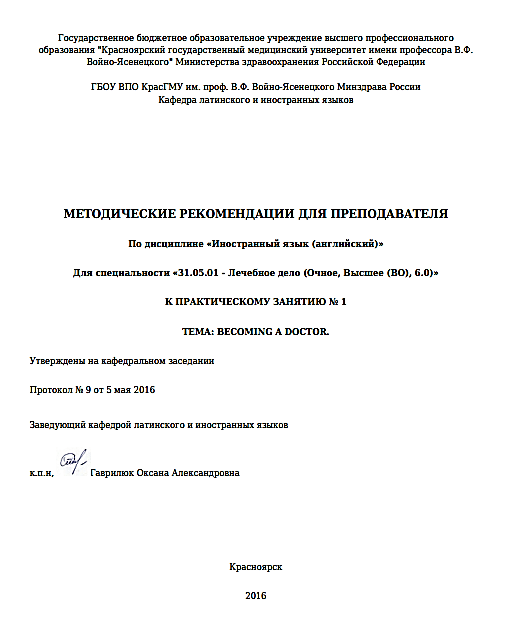 Государственное бюджетное образовательное учреждение высшего профессионального
образования "Красноярский государственный медицинский университет имени профессора В.Ф.
Войно-Ясенецкого" Министерства здравоохранения Российской Федерации
ГБОУ ВПО КрасГМУ им. проф. В.Ф. Войно-Ясенецкого Минздрава России
Кафедра латинского и иностранных языков
МЕТОДИЧЕСКИЕ РЕКОМЕНДАЦИИ ДЛЯ ПРЕПОДАВАТЕЛЯ
По дисциплине «Иностранный язык (английский)»
Для специальности «31.05.01 - Лечебное дело (Очное, Высшее (ВО), 6.0)»
К ПРАКТИЧЕСКОМУ ЗАНЯТИЮ № 1
ТЕМА: BECOMING A DOCTOR.
Утверждены на кафедральном заседании
Протокол № 9 от 5 мая 2016
Заведующий кафедрой латинского и иностранных языков
к.п.н, Гаврилюк Оксана Александровна
Красноярск
2016